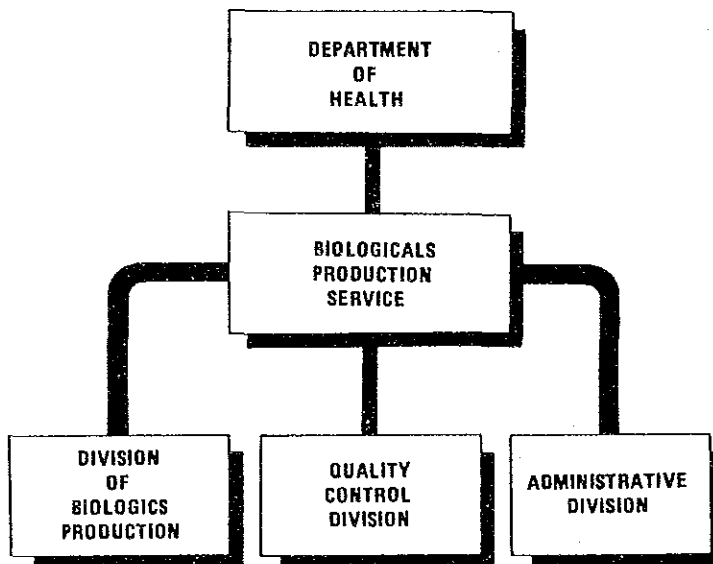 DEPARTMENT
OF
HEALTH
BIOLOGICALS
PRODUCTION
SERVICE
DIVISION
OF
BIOLOGICS
PRODUCTION
QUALITY
CONTROL
DIVISION
ADMINISTRATIVE
DIVISION